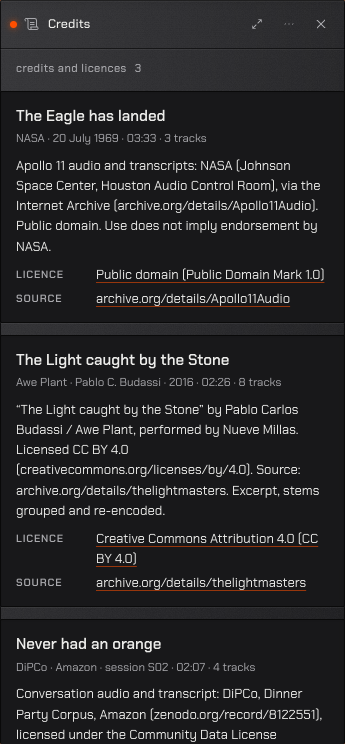 Credits
credits and licences 3
The Eagle has landed
NASA · 20 July 1969 · 03:33 · 3 tracks
Apollo 11 audio and transcripts: NASA (Johnson
Space Center, Houston Audio Control Room), via the
Internet Archive (archive.org/details/Apollo11Audio).
Public domain. Use does not imply endorsement by
NASA.
LICENCE Public domain (Public Domain Mark 1.0)
SOURCE archive.org/details/Apollo11Audio
The Light caught by the Stone
Awe Plant · Pablo C. Budassi · 2016 · 02:26 · 8 tracks
“The Light caught by the Stone” by Pablo Carlos
Budassi / Awe Plant, performed by Nueve Millas.
Licensed CC BY 4.0
(creativecommons.org/licenses/by/4.0). Source:
archive.org/details/thelightmasters. Excerpt, stems
grouped and re-encoded.
LICENCE Creative Commons Attribution 4.0 (CC
BY 4.0)
SOURCE archive.org/details/thelightmasters
Never had an orange
DiPCo · Amazon · session S02 · 02:07 · 4 tracks
Conversation audio and transcript: DiPCo, Dinner
Party Corpus, Amazon (zenodo.org/record/8122551),
licensed under the Community Data License